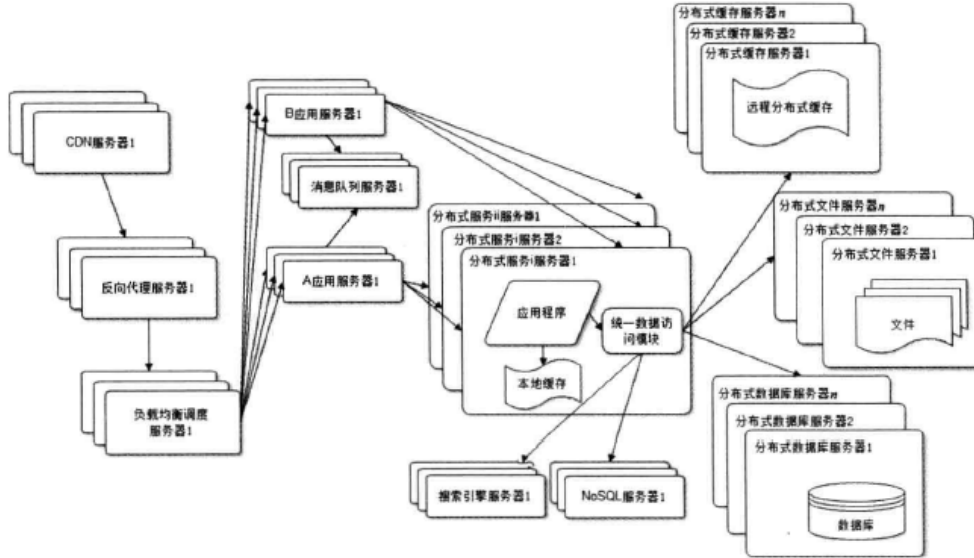 CDN服务器1
反向代理服务器1
负载均衡调度
服务器1
B应用服务器1
消息队列服务器1
A应用服务器1
分布式服务ii服务器1
分布式服务i服务器2
分布式服务i服务器1
应用程序
统一数据访
问模块
本地缓存
搜索引擎服务器1
NoSQL服务器1
分布式缓存服务器n
分布式缓存服务器2
分布式缓存服务器1
远程分布式缓存
分布式文件服务器n
分布式文件服务器2
分布式文件服务器1
文件
分布式数据库服务器n
分布式数据库服务器2
分布式数据库服务器1
数据库